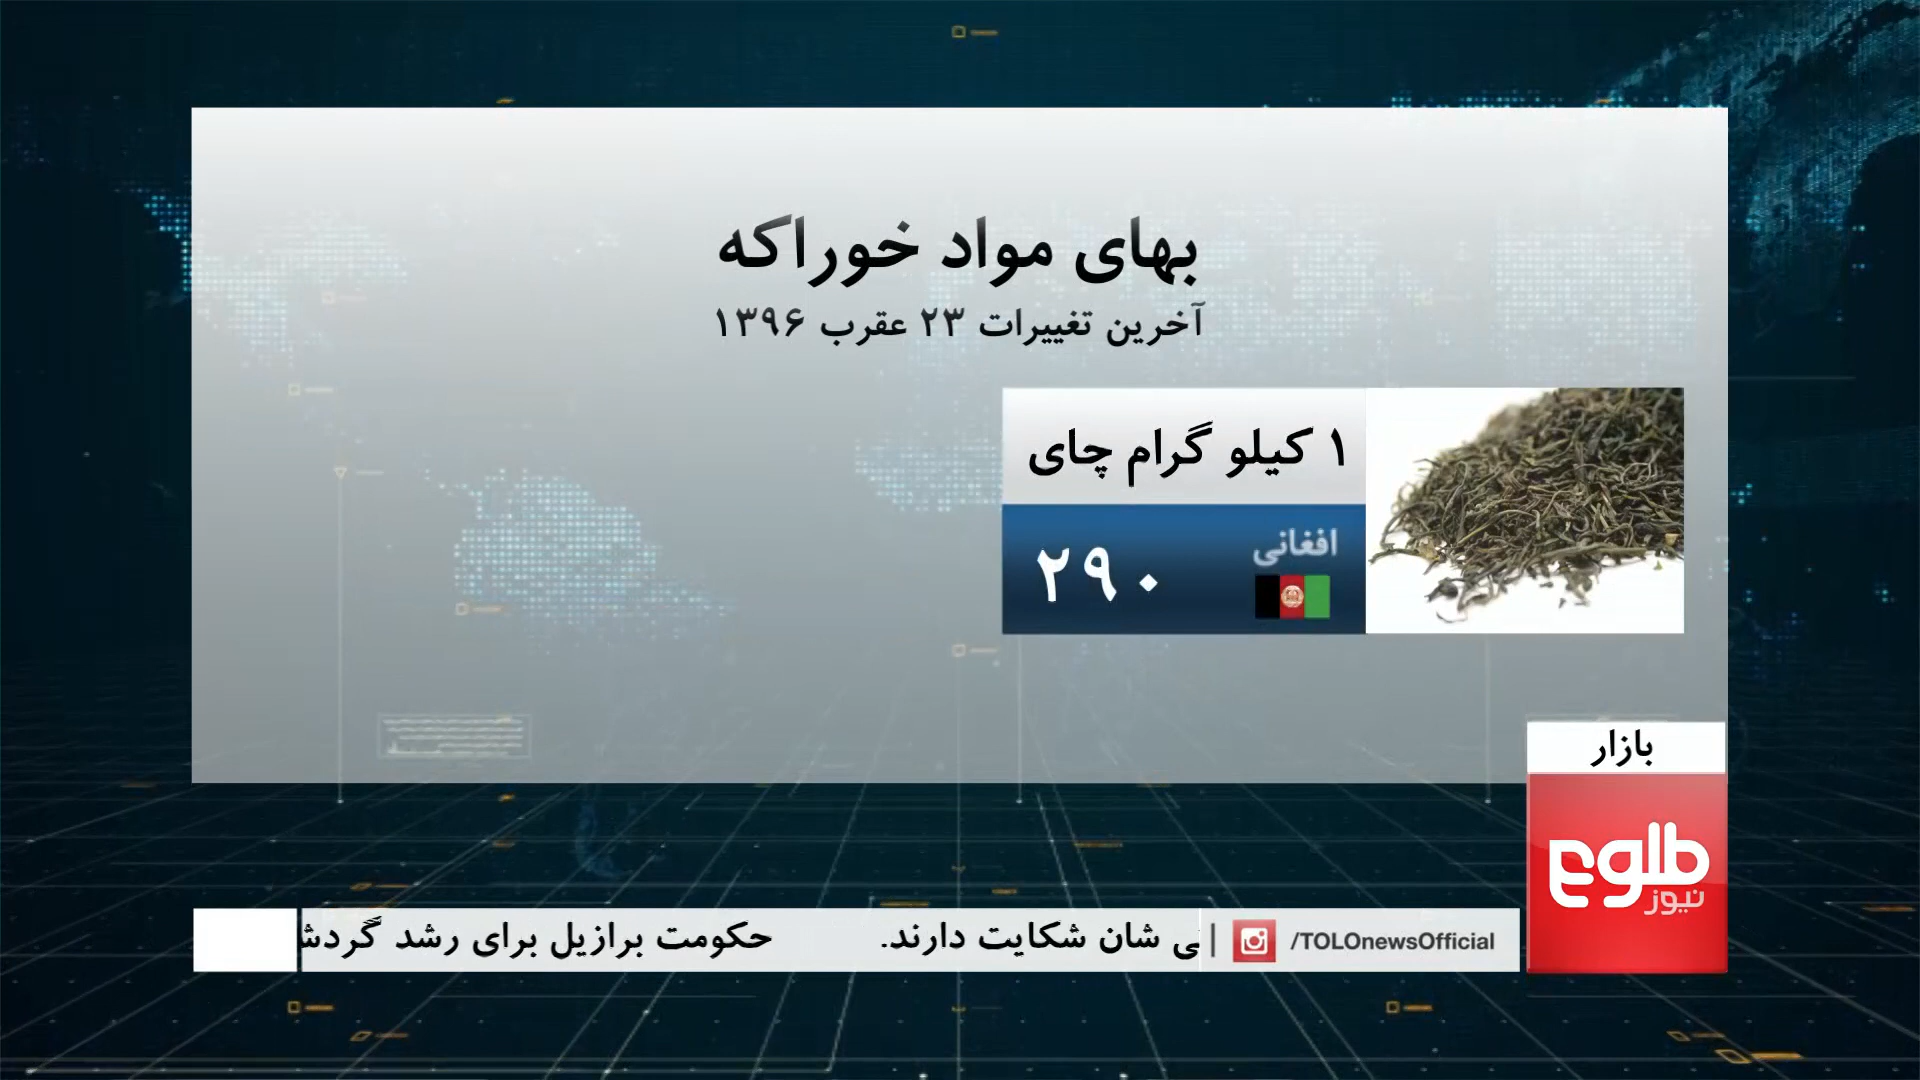 بهای مواد خوراکه
آخرین تغییرات ۲۳ عقرب ۱۳۹۶
۱ کیلو گرام چای
افغانی
۲۹۰
بازار
طلوع
نیوز
/TOLOnewsOfficial
شان شکایت دارند.
حکومت برازیل برای رشد